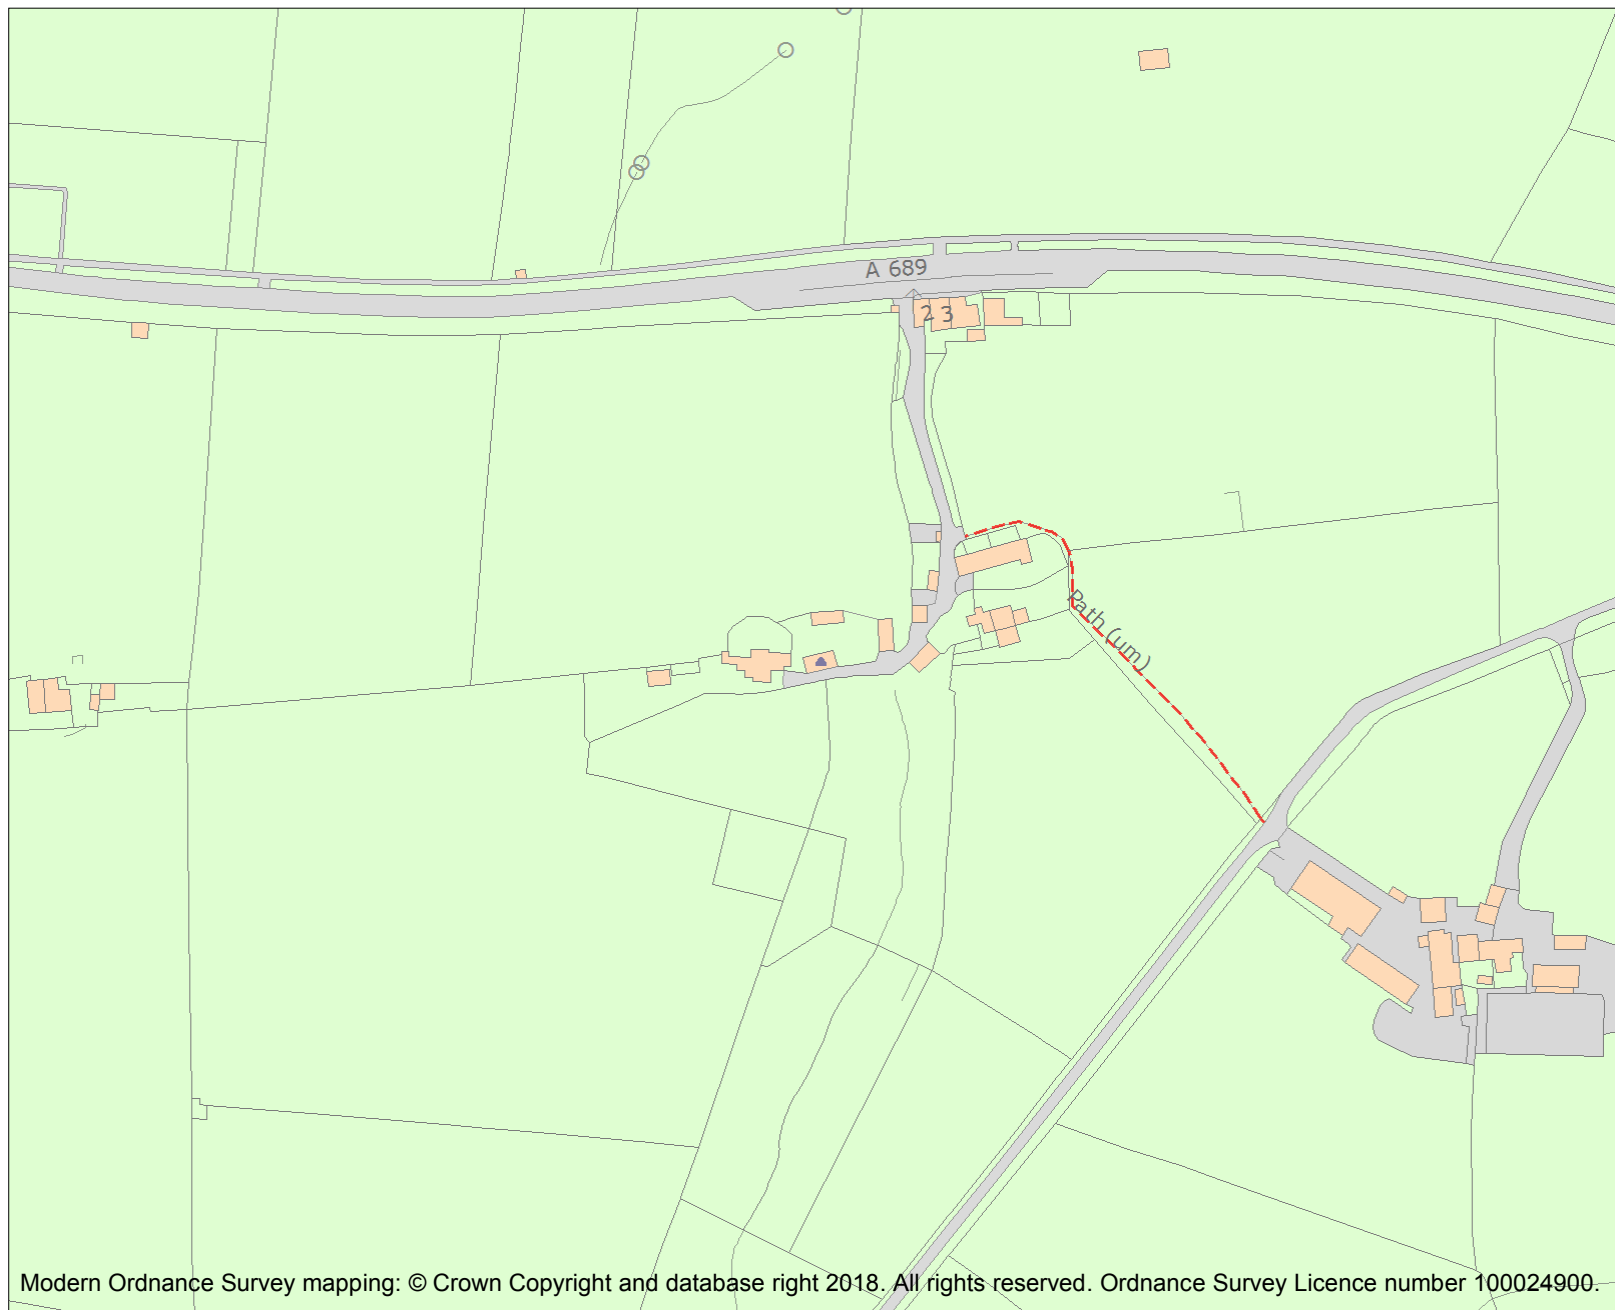 A 689
2 3
Path (um)
Modern Ordnance Survey mapping: © Crown Copyright and database right 2018. All rights reserved. Ordnance Survey Licence number 100024900.